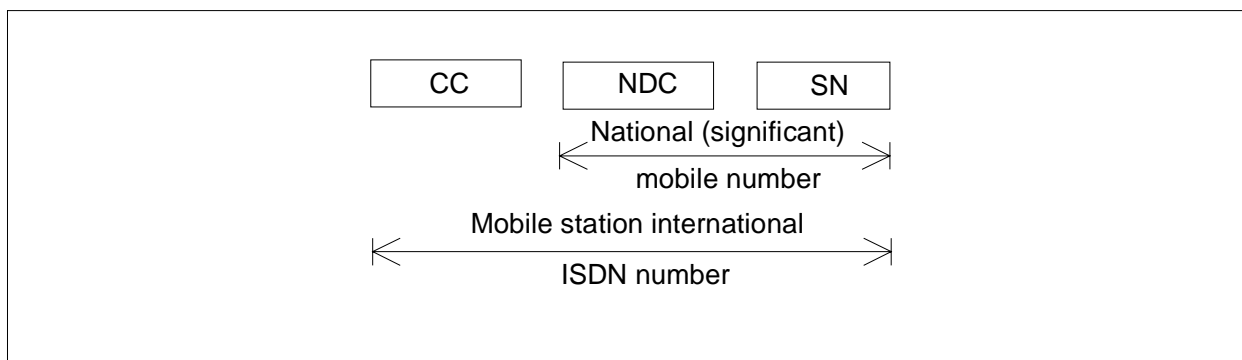 CC NDC SN
National (significant)
mobile number
Mobile station international
ISDN number